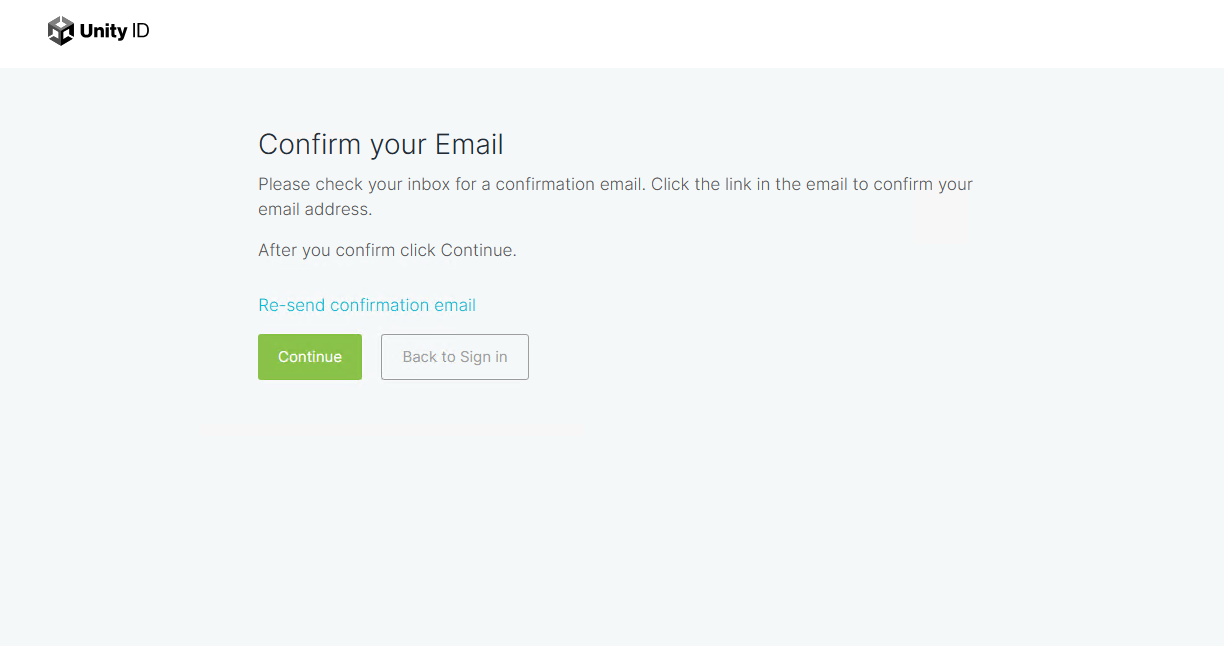 Unity ID
Confirm your Email
Please check your inbox for a confirmation email. Click the link in the email to confirm your
email address.
After you confirm click Continue.
Re-send confirmation email
Continue
Back to Sign in